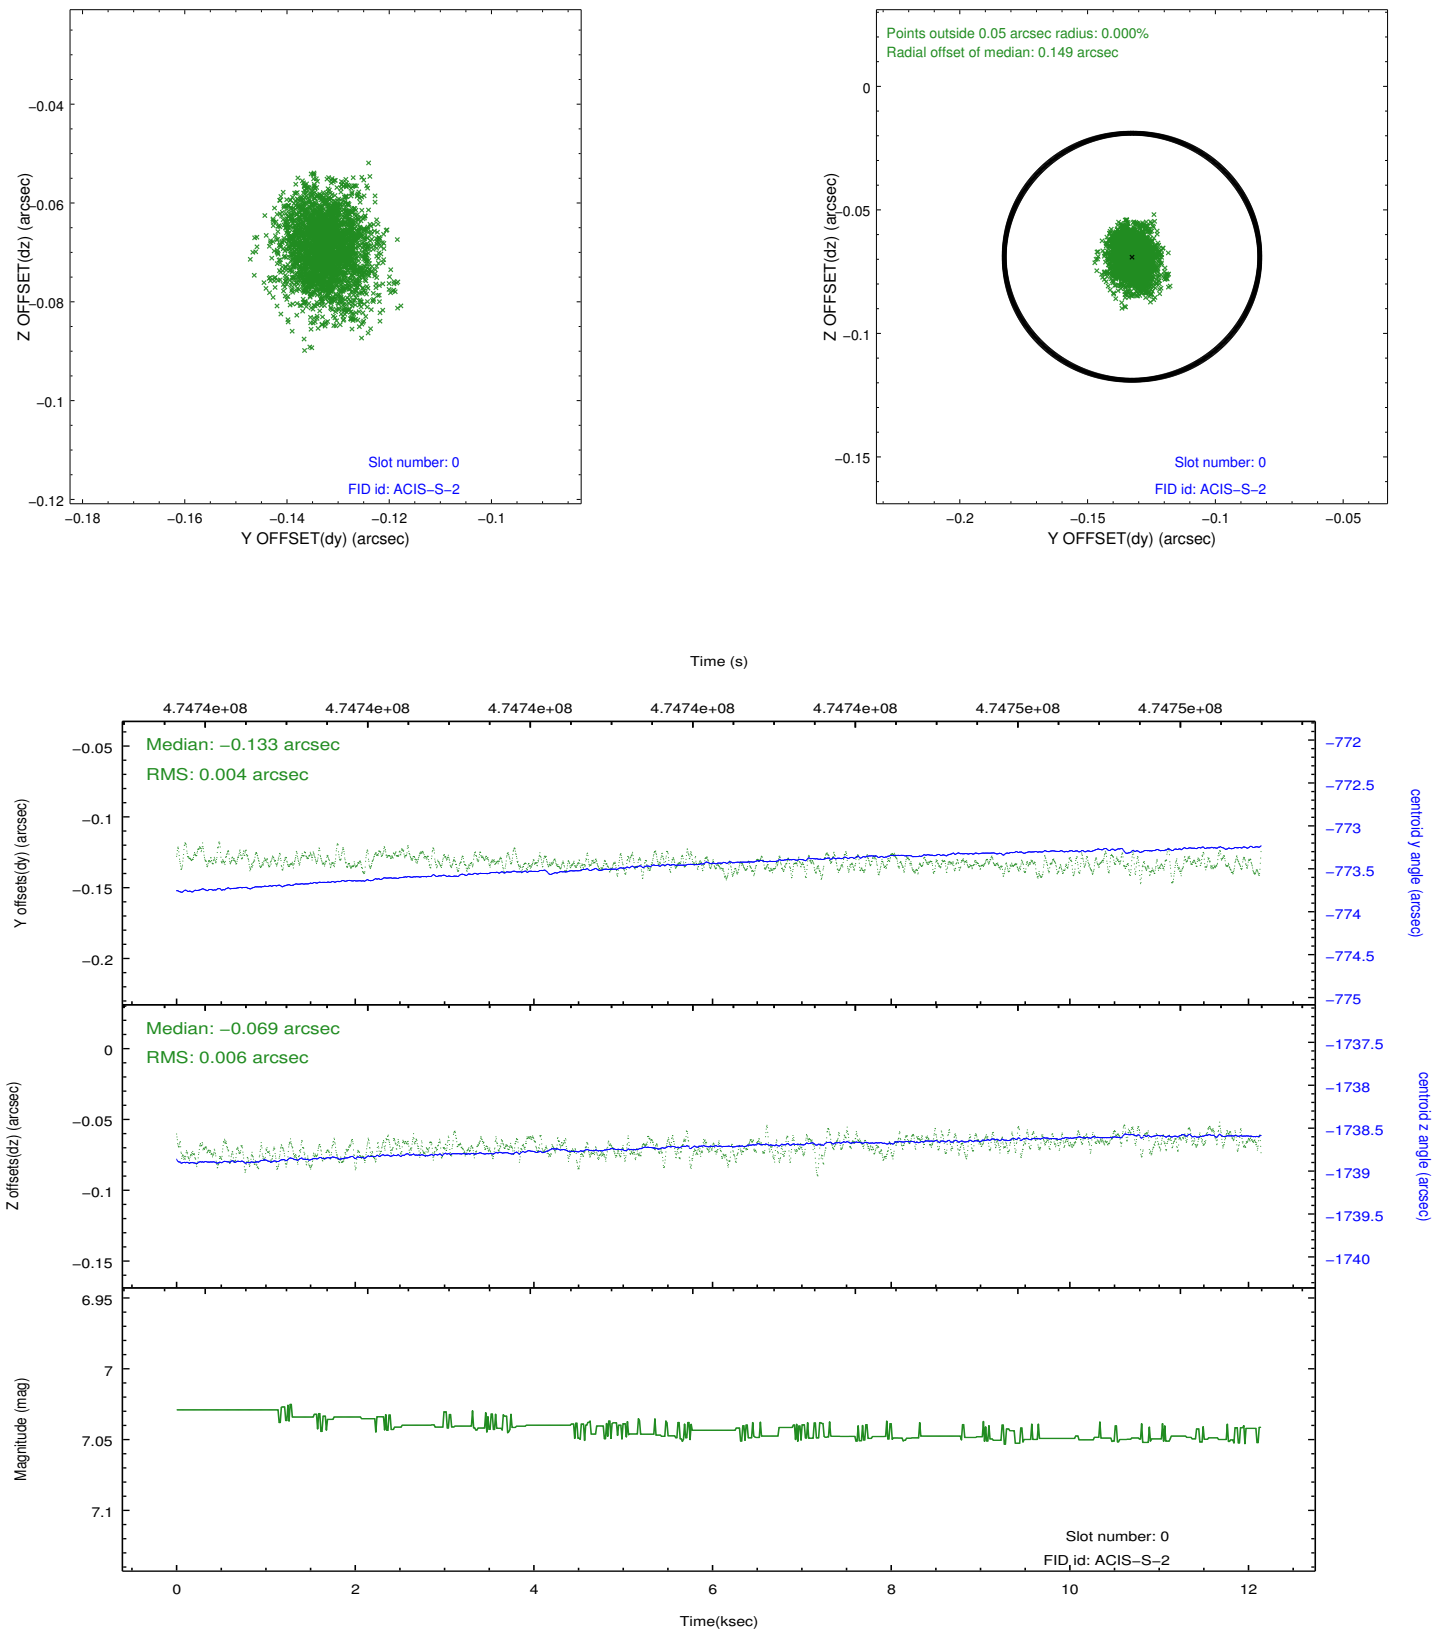 −0.04
−0.06
−0.08
−0.1
−0.12
Z OFFSET(dz) (arcsec)
Slot number: 0
FID id: ACIS−S−2
−0.18 −0.16 −0.14 −0.12 −0.1
Y OFFSET(dy) (arcsec)
Points outside 0.05 arcsec radius: 0.000%
Radial offset of median: 0.149 arcsec
0
−0.05
−0.1
−0.15
Z OFFSET(dz) (arcsec)
Slot number: 0
FID id: ACIS−S−2
−0.2 −0.15 −0.1 −0.05
Y OFFSET(dy) (arcsec)
Time (s)
4.7474e+08 4.7474e+08 4.7474e+08 4.7474e+08 4.7474e+08 4.7475e+08 4.7475e+08
Median: −0.133 arcsec
RMS: 0.004 arcsec
−0.05
−0.1
−0.15
−0.2
Y offsets(dy) (arcsec)
−772
−772.5
−773
−773.5
−774
−774.5
−775
centroid y angle (arcsec)
Median: −0.069 arcsec
RMS: 0.006 arcsec
0
−0.05
−0.1
−0.15
Z offsets(dz) (arcsec)
−1737.5
−1738
−1738.5
−1739
−1739.5
−1740
centroid z angle (arcsec)
6.95
7
7.05
7.1
Magnitude (mag)
Slot number: 0
FID id: ACIS−S−2
0 2 4 6 8 10 12
Time(ksec)